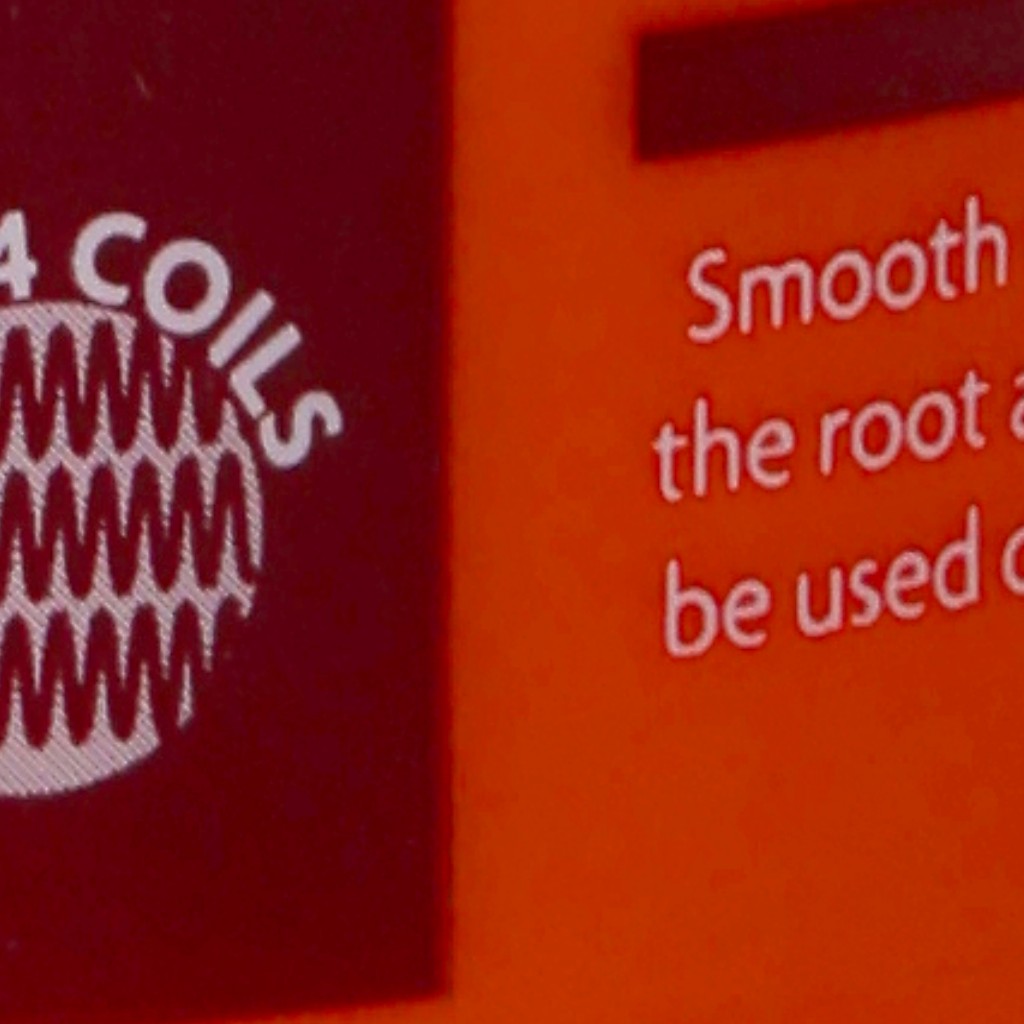 4 COILS
Smooth
the root
be used